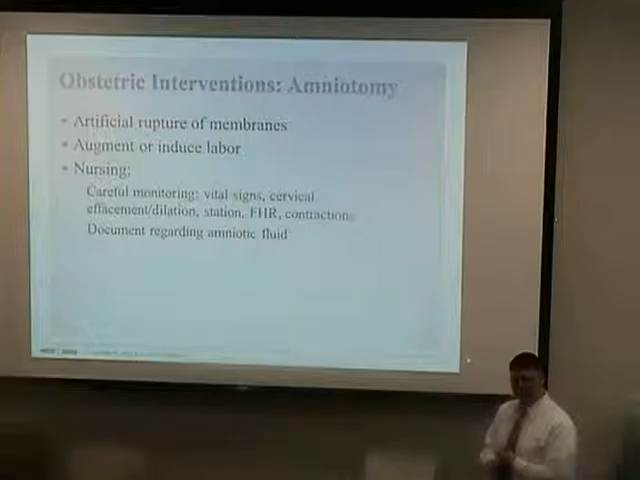 Obstetric Interventions: Amniotomy
Artificial rupture of membranes
Augment or induce labor
Nursing:
Careful monitoring: vital signs, cervical
effacement/dilation, station, FHR, contraction
Document regarding amniotic fluid